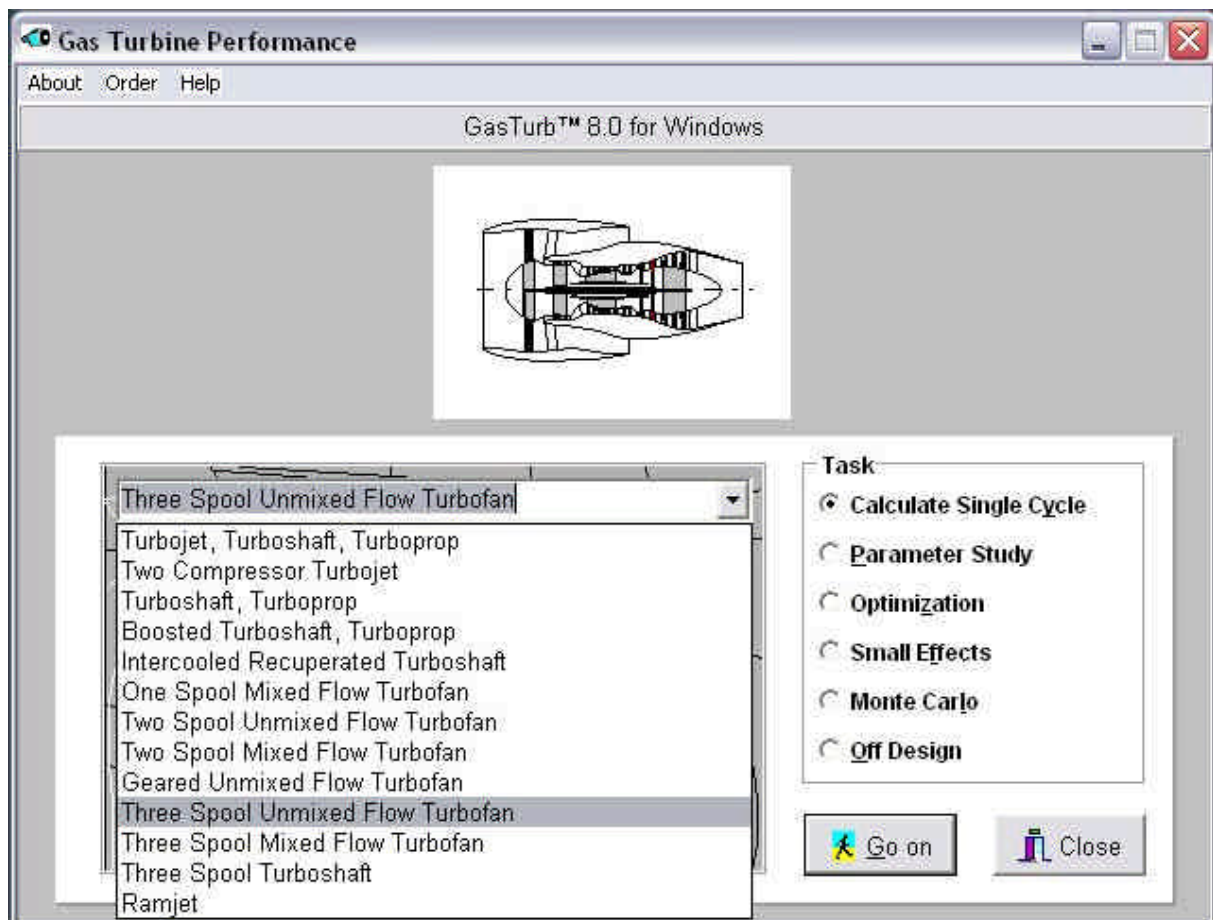 Gas Turbine Performance
About Order Help
GasTurb™ 8.0 for Windows
Three Spool Unmixed Flow Turbofan
Turbojet, Turboshaft, Turboprop
Two Compressor Turbojet
Turboshaft, Turboprop
Boosted Turboshaft, Turboprop
Intercooled Recuperated Turboshaft
One Spool Mixed Flow Turbofan
Two Spool Unmixed Flow Turbofan
Two Spool Mixed Flow Turbofan
Geared Unmixed Flow Turbofan
Three Spool Unmixed Flow Turbofan
Three Spool Mixed Flow Turbofan
Three Spool Turboshaft
Ramjet
Task
Calculate Single Cycle
Parameter Study
Optimization
Small Effects
Monte Carlo
Off Design
Go on
Close